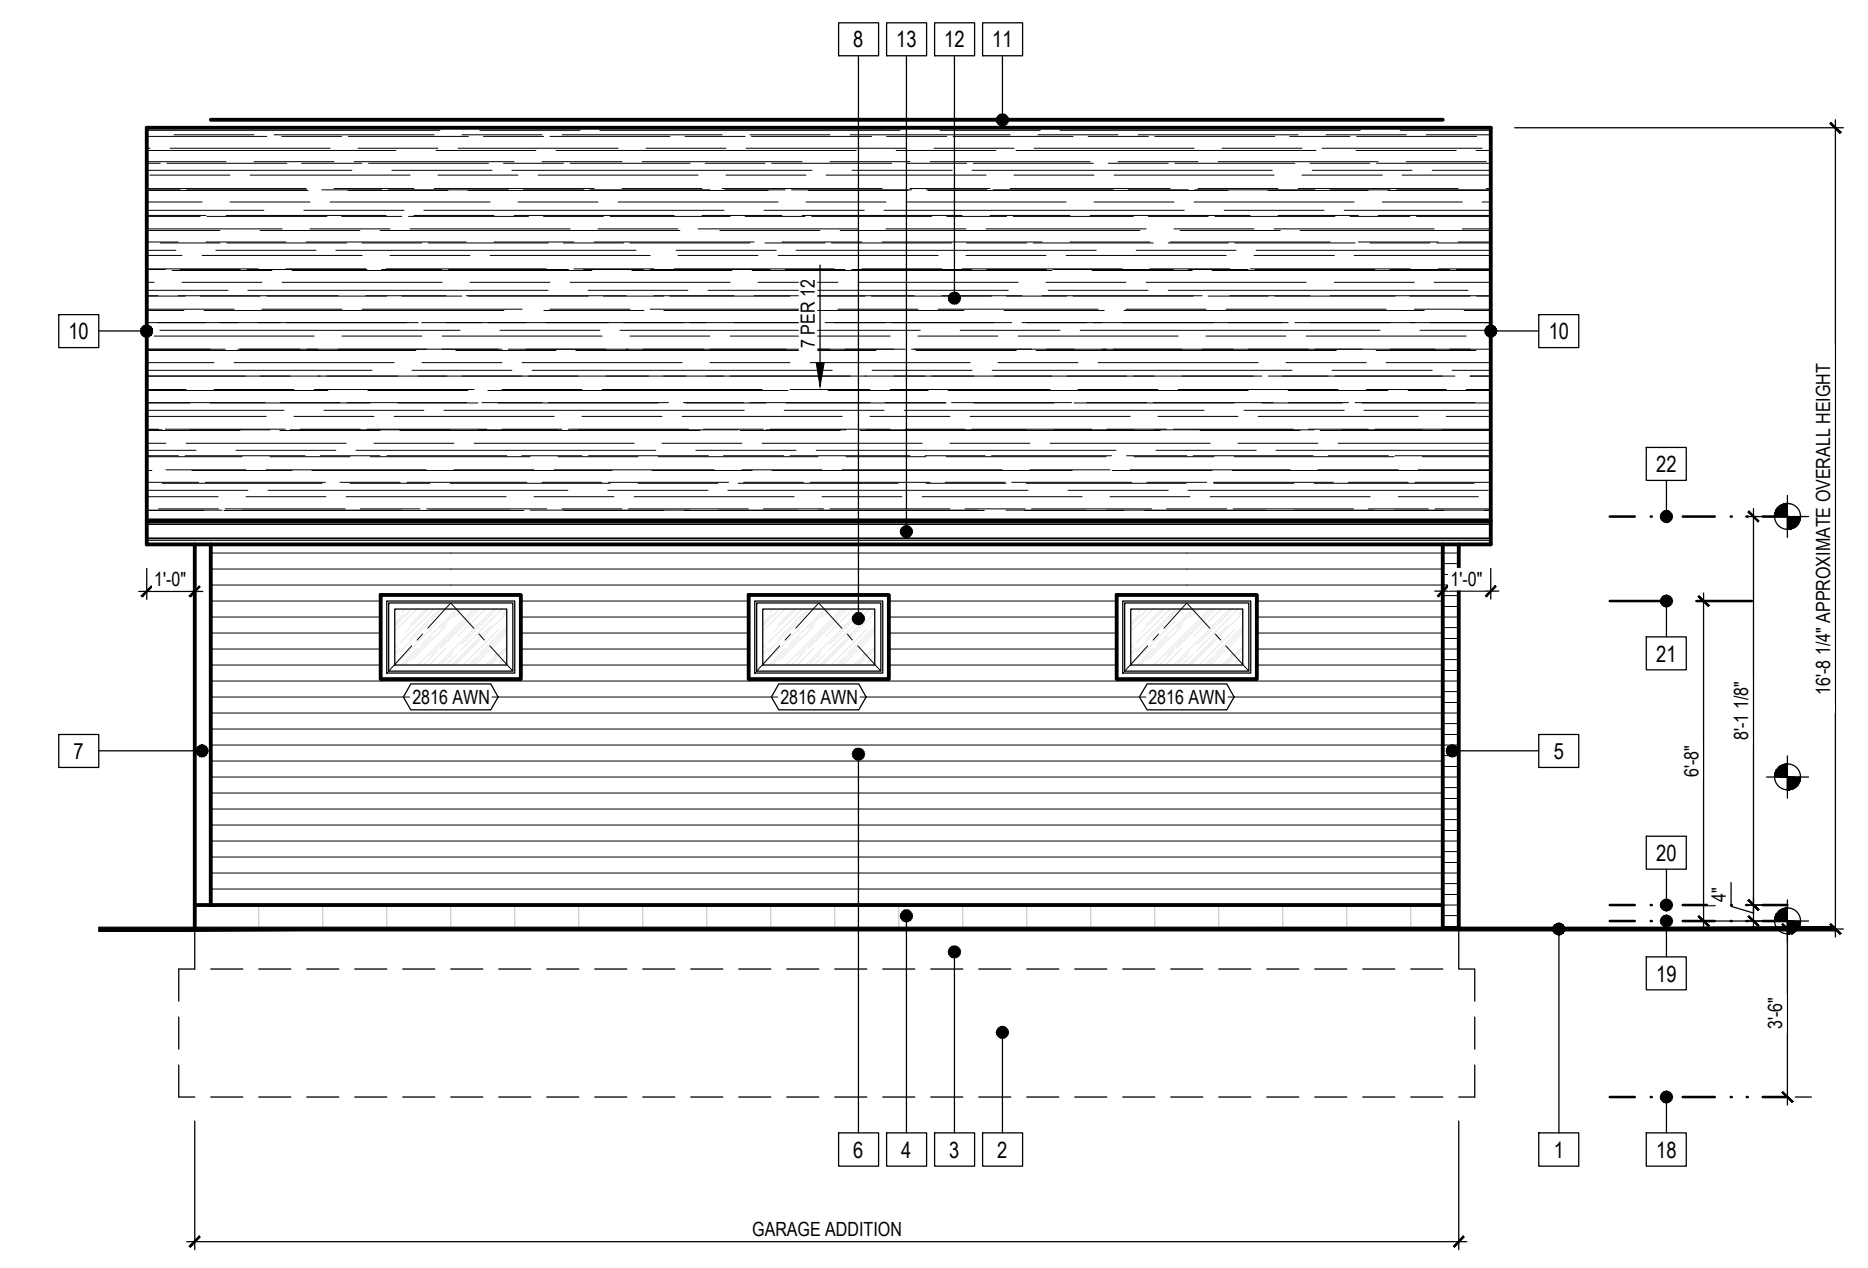 8 13 12 11
7 PER 12
10 10
16'-8 1/4" APPROXIMATE OVERALL HEIGHT
22
1'-0" 1'-0"
21
2816 AWN 2816 AWN 2816 AWN
8'-1 1/8"
7 5
6'-8"
20
4"
19
3'-6"
6 4 3 2 1 18
GARAGE ADDITION